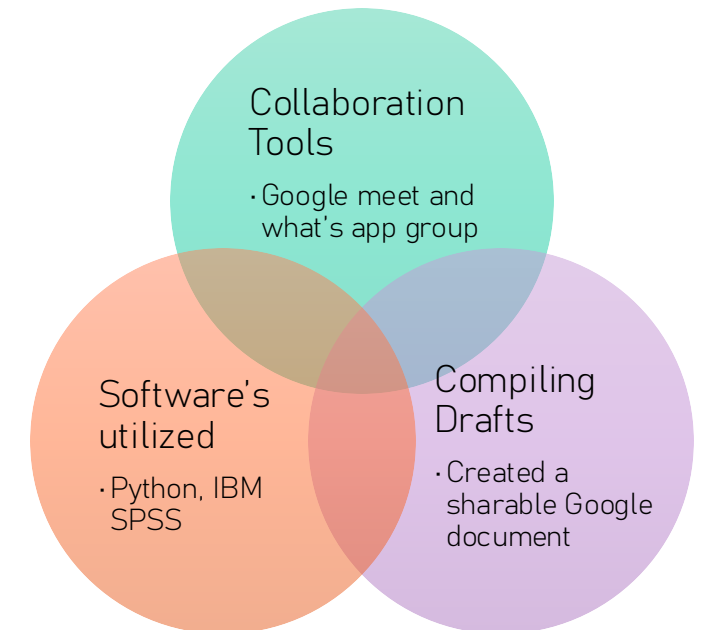 Collaboration
Tools
· Google meet and
what's app group
Software's
utilized
· Python, IBM
SPSS
Compiling
Drafts
· Created a
sharable Google
document